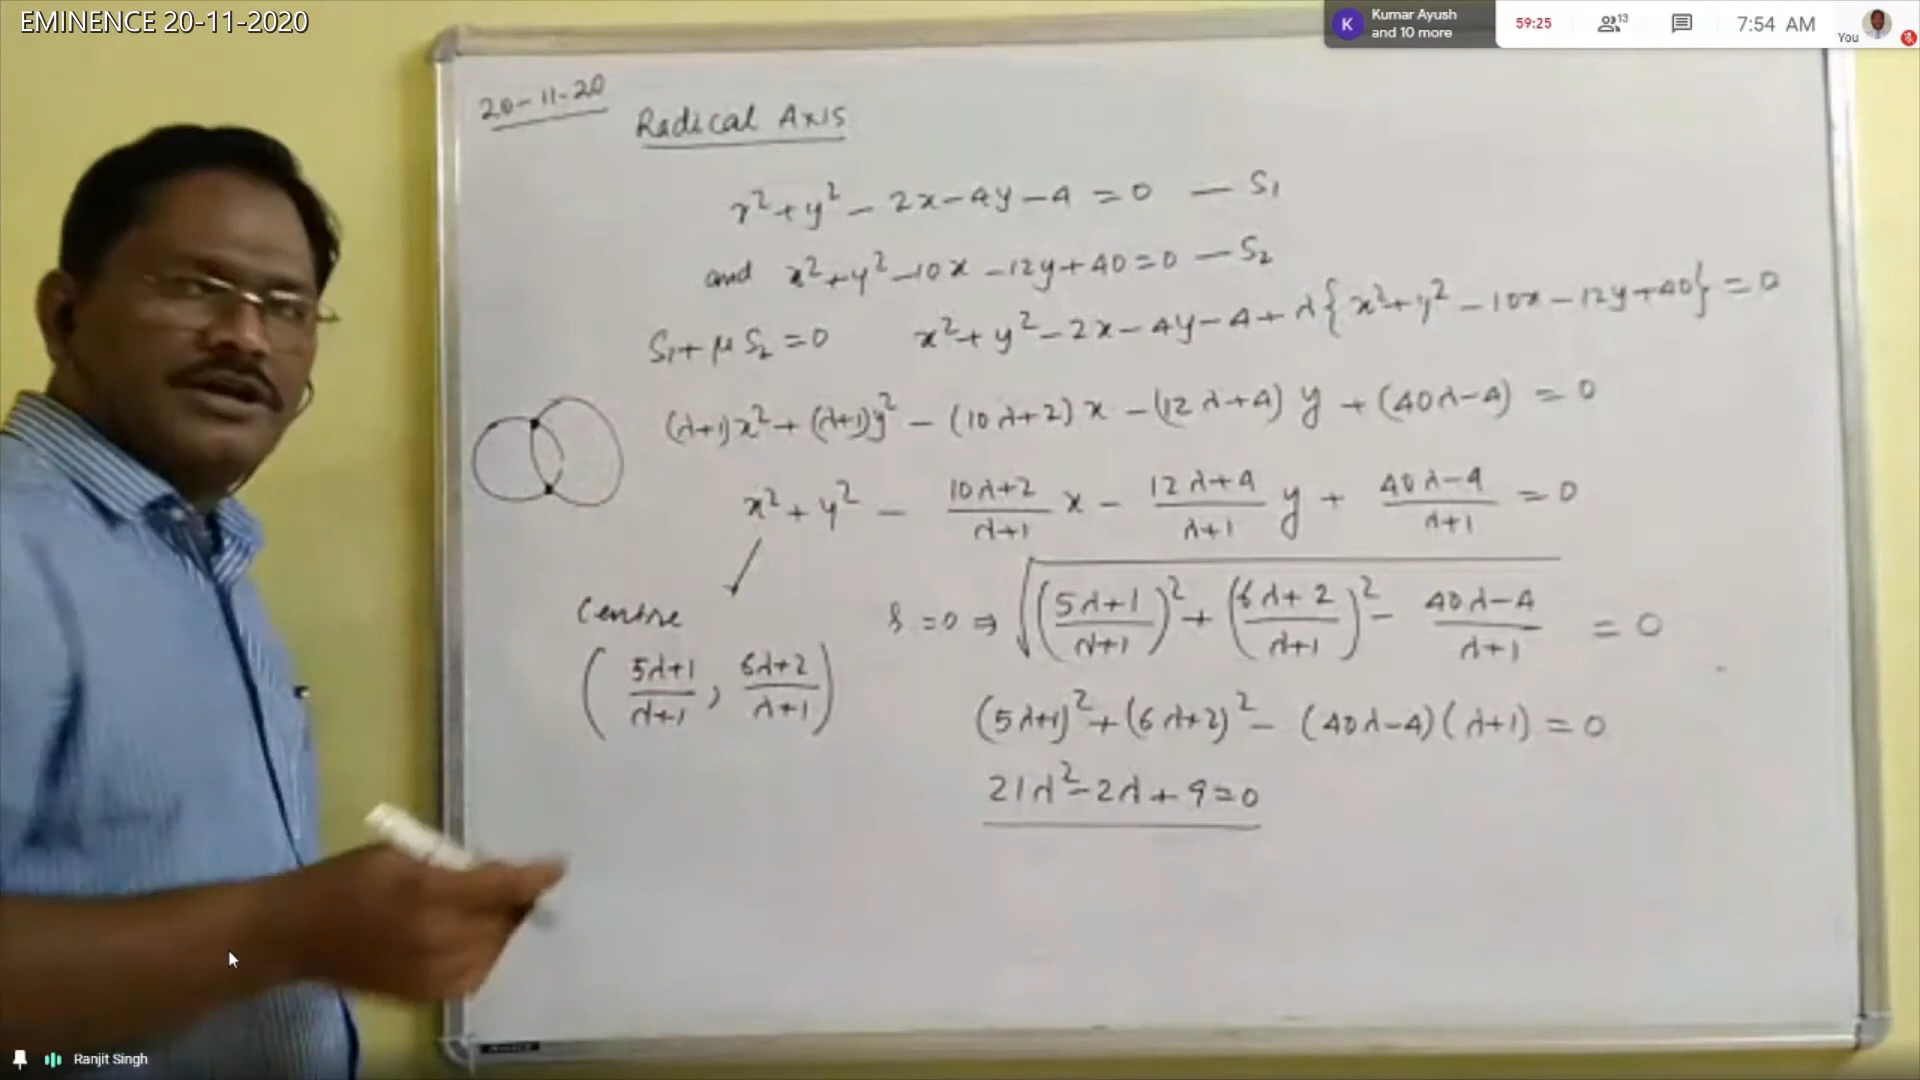 EMINENCE 20-11-2020
K Kumar Ayush
and 10 more
59:25
13
7:54 AM
You
20-11-20
Radical Axis
x²+y²-2x-4y-4=0 — S₁
and x²+y²-10x-12y+40=0 — S₂
S₁+μS₂=0 x²+y²-2x-4y-4+λ{x²+y²-10x-12y+40}=0
(λ+1)x²+(λ+1)y²-(10λ+2)x-(12λ+4)y+(40λ-4)=0
x²+y²-(10λ+2)/(λ+1)x-(12λ+4)/(λ+1)y+(40λ-4)/(λ+1)=0
Centre
((5λ+1)/(λ+1), (6λ+2)/(λ+1))
=0 ⇒ √(((5λ+1)/(λ+1))²+((6λ+2)/(λ+1))²-(40λ-4)/(λ+1))=0
(5λ+1)²+(6λ+2)²-(40λ-4)(λ+1)=0
21λ²-2λ+9=0
Ranjit Singh